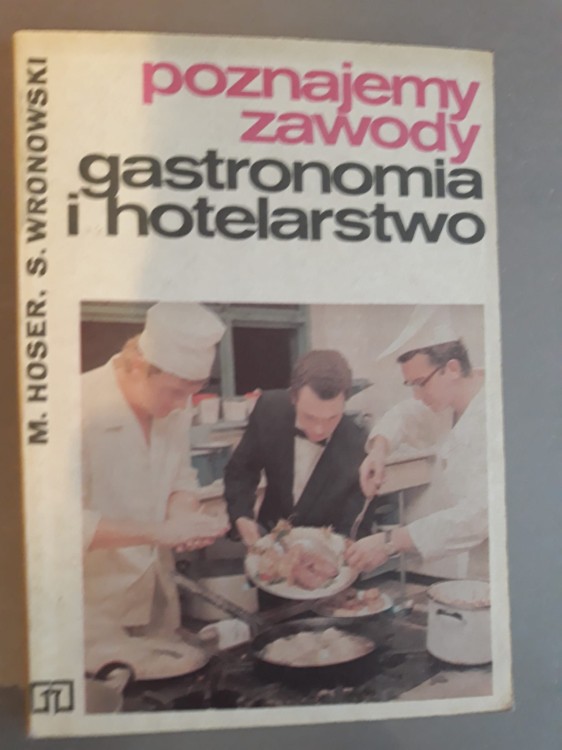 poznajemy
zawody
gastronomia
i hotelarstwo
M. HOSER, S. WRONOWSKI